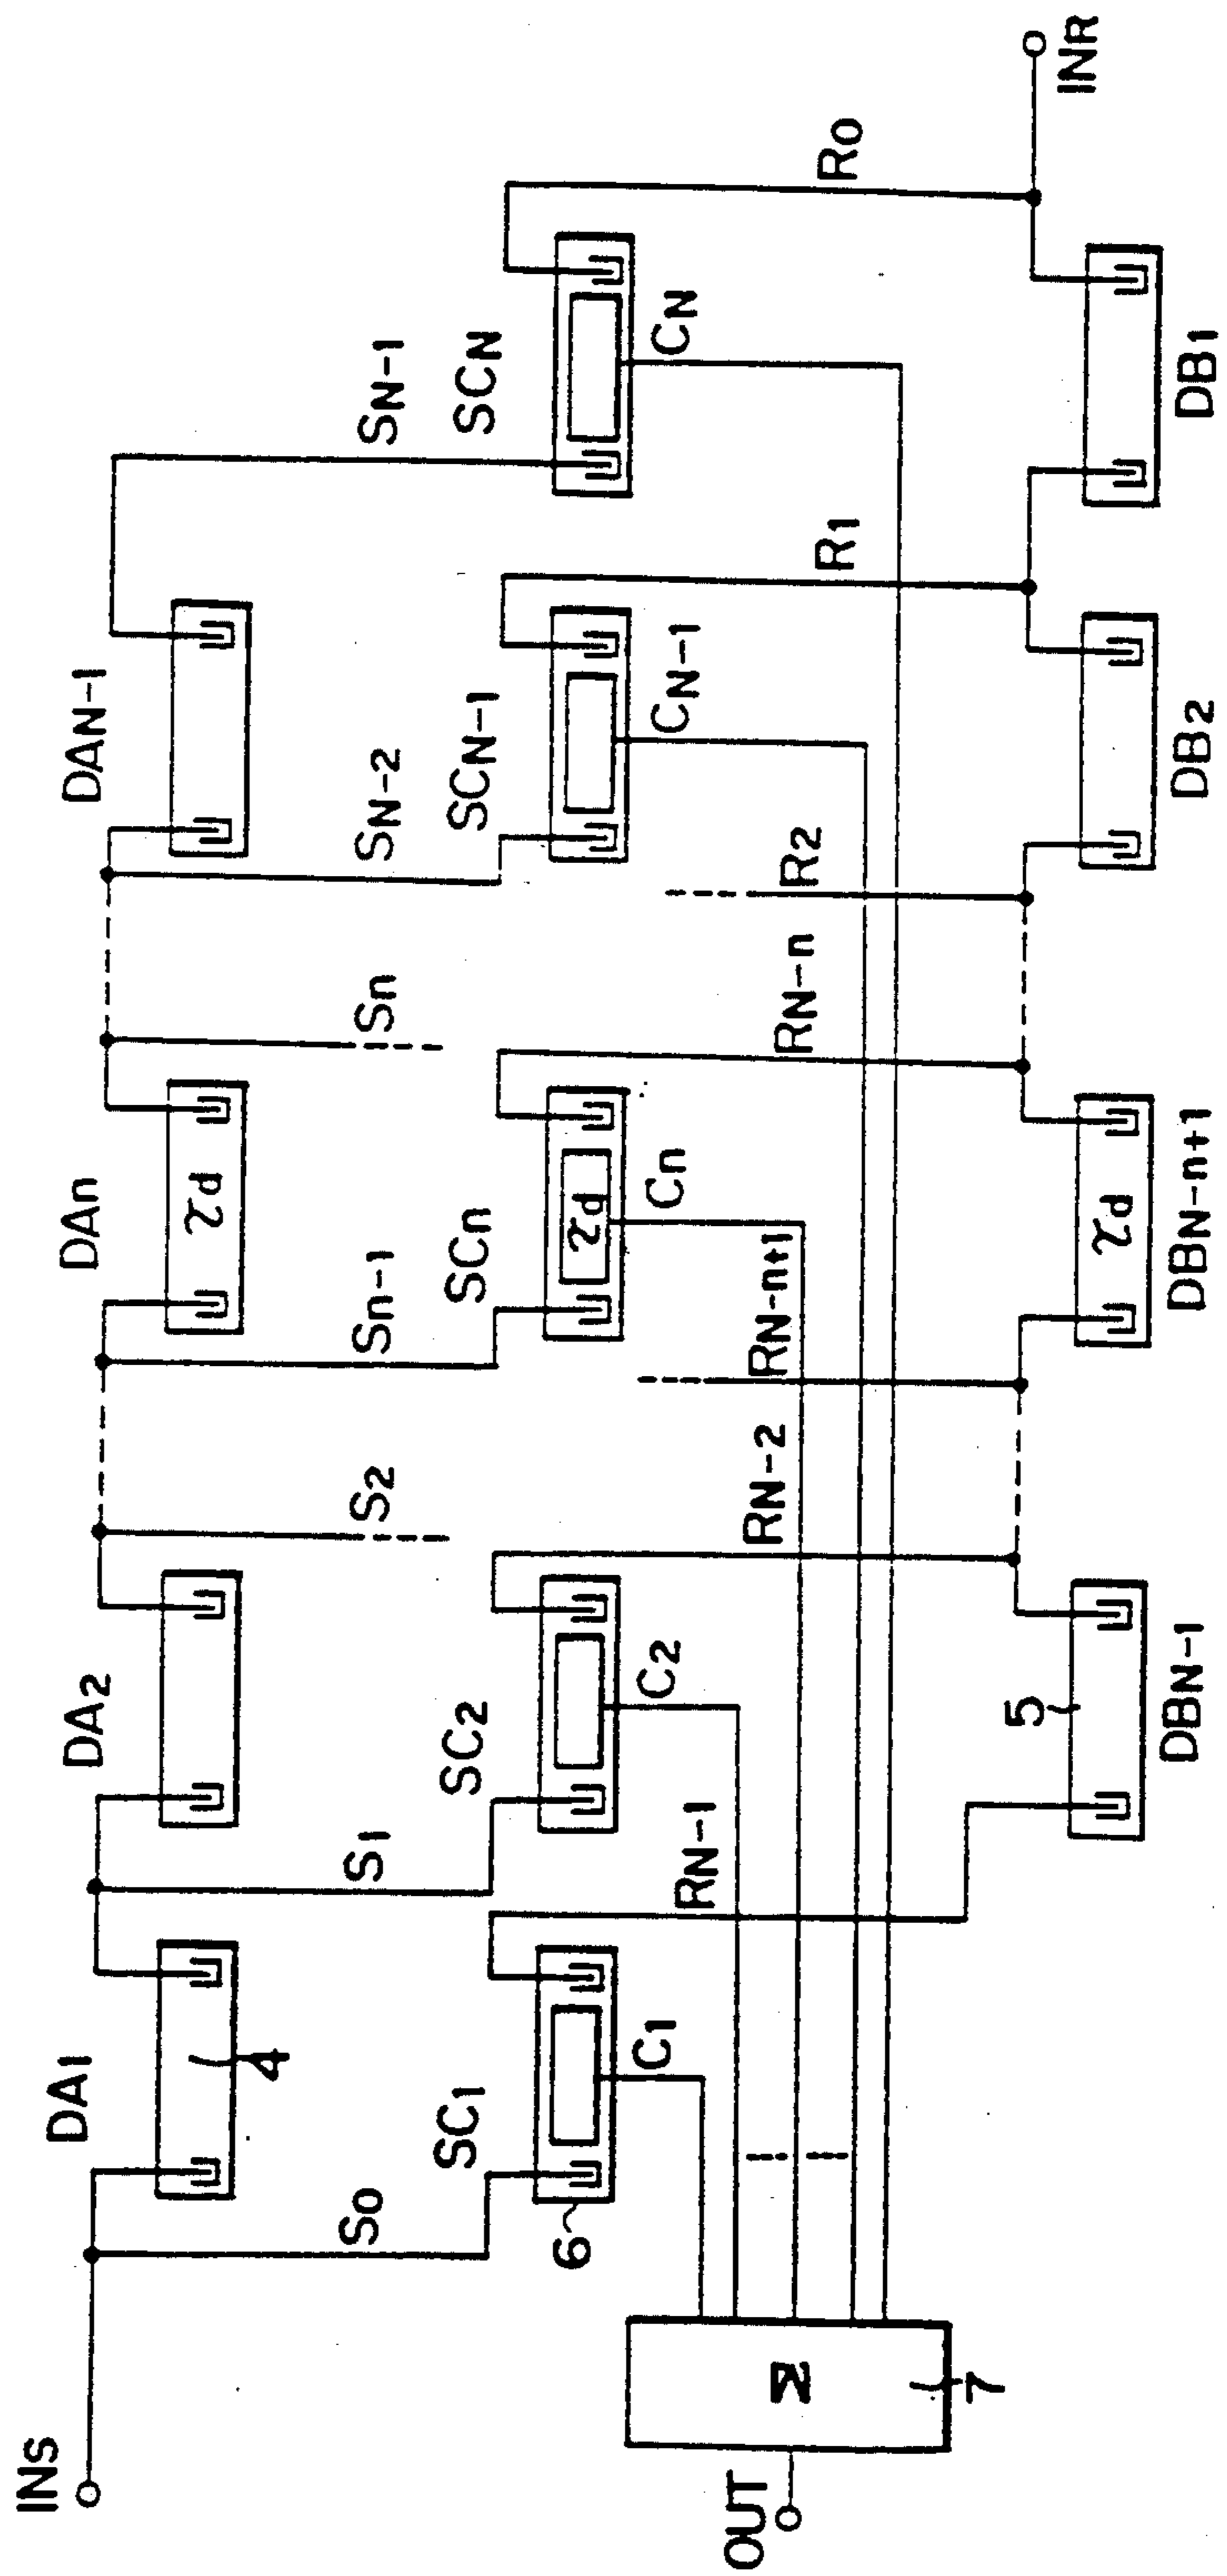 INS
DA1
DA2
DAn
DAN-1
4
τd
S0
S1
S2
Sn-1
Sn
SN-2
SN-1
SC1
SC2
SCn
SCN-1
SCN
6
τd
C1
C2
Cn
CN-1
CN
RN-1
RN-2
RN-n+1
RN-n
R2
R1
R0
Σ
7
OUT
5
τd
DBN-1
DBN-n+1
DB2
DB1
INR